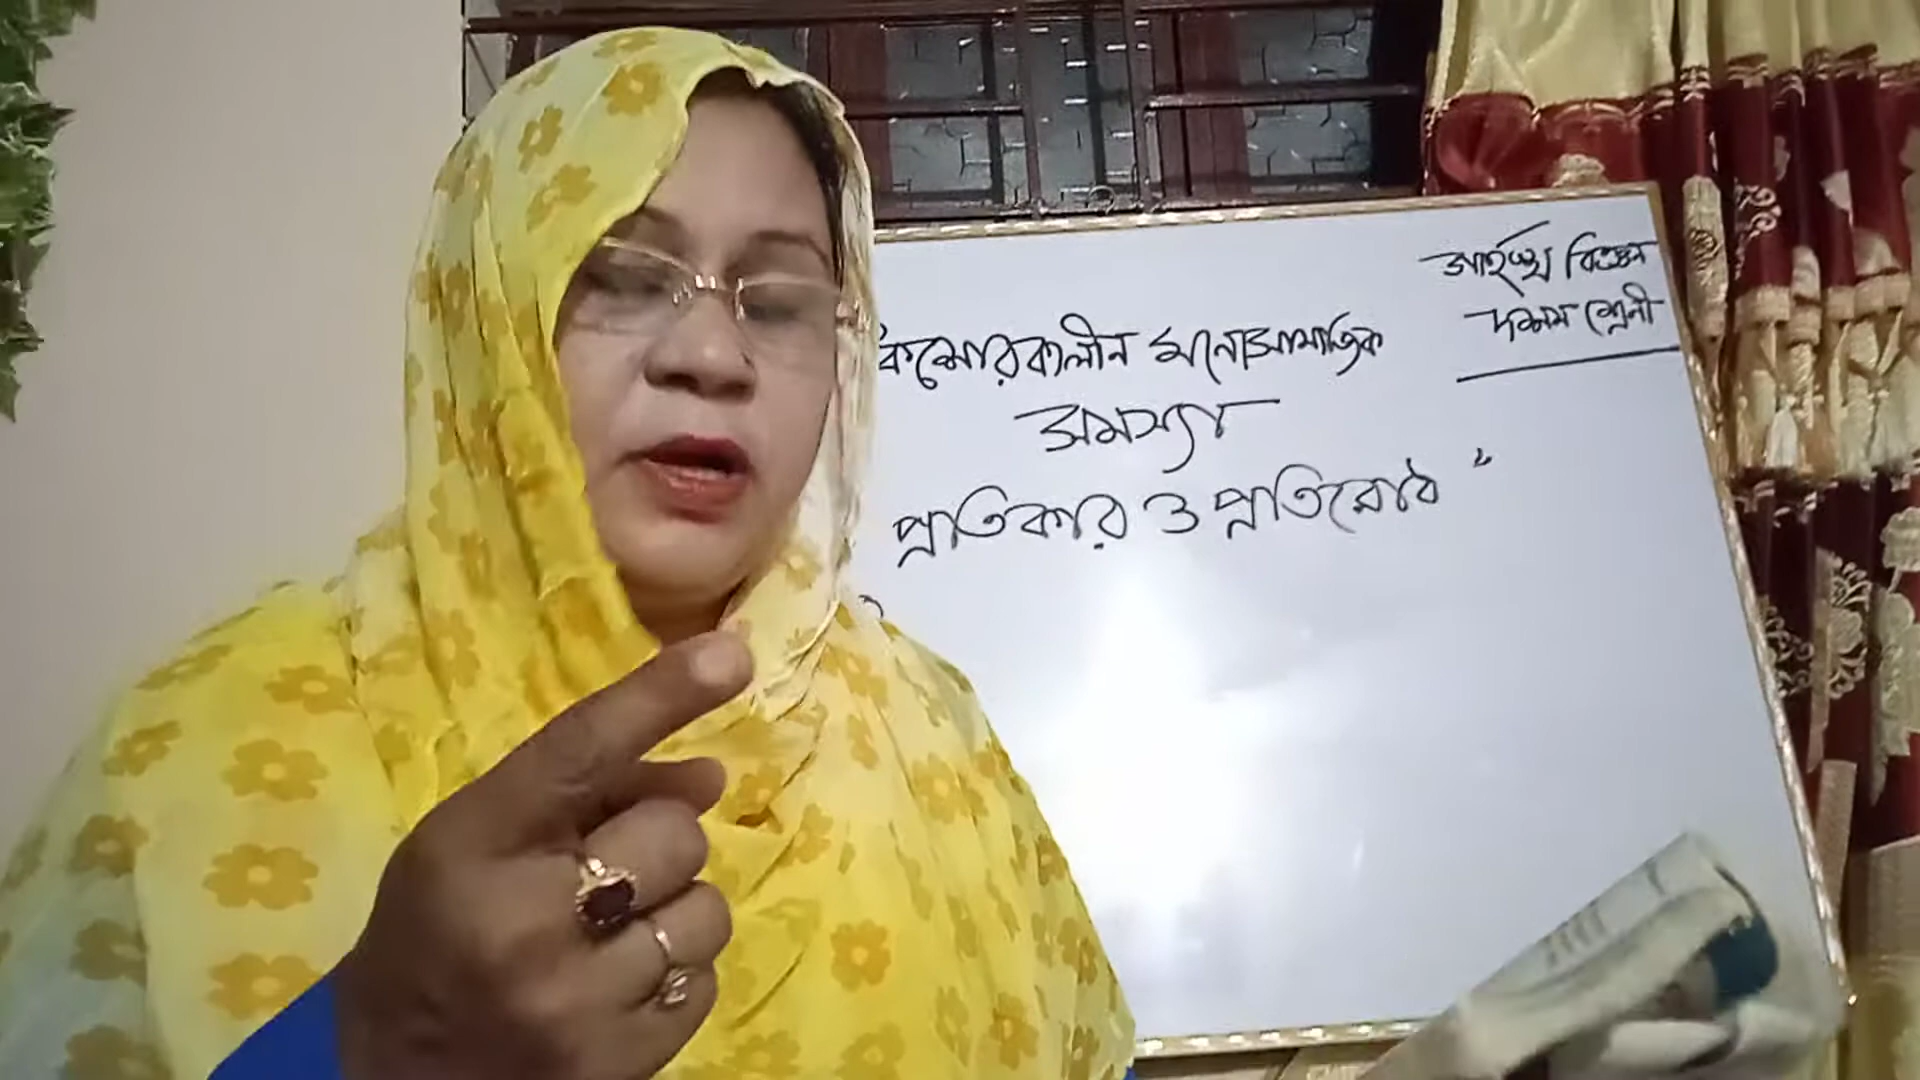 গার্হস্থ্য বিজ্ঞান
দশম শ্রেনী
কিশোরকালীন মনোসামাজিক
সমস্যা
প্রতিকার ও প্রতিরোধ "